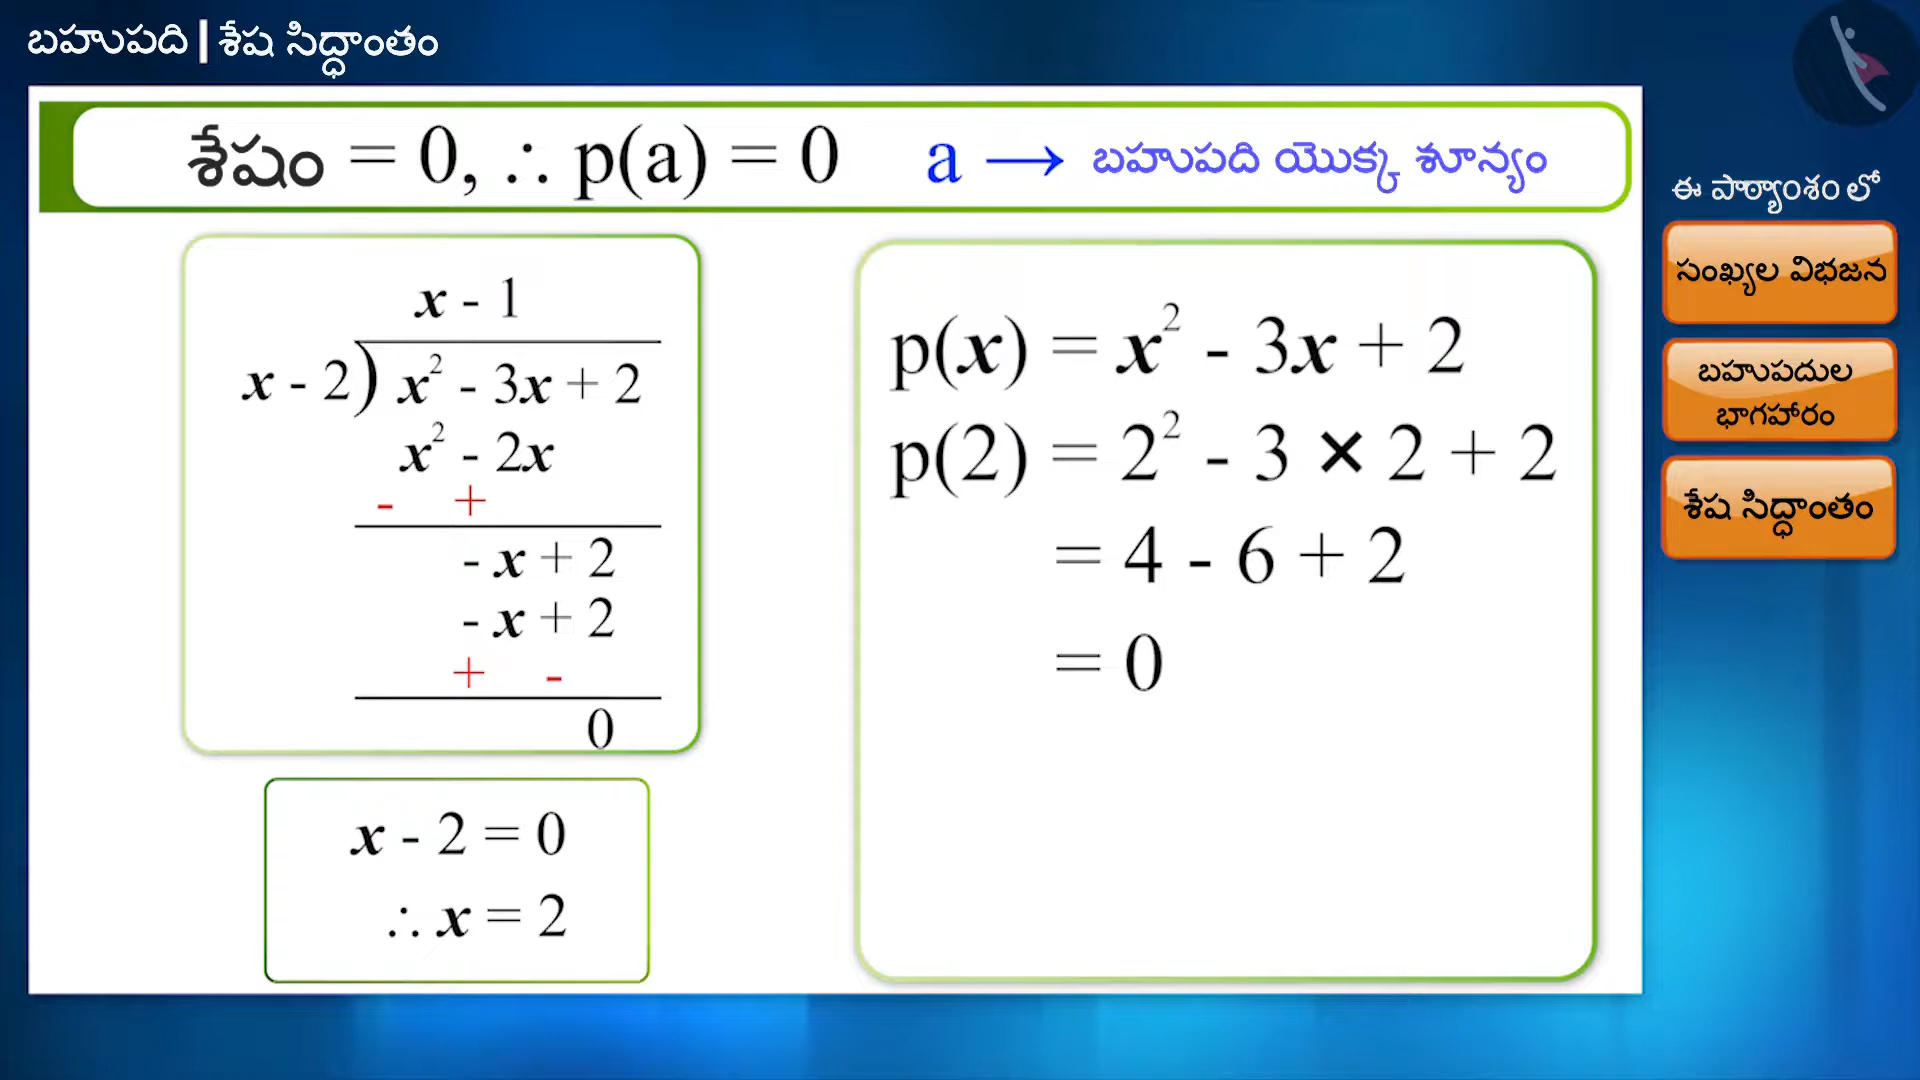 బహుపది | శేష సిద్ధాంతం
శేషం = 0, ∴ p(a) = 0 a → బహుపది యొక్క శూన్యం
x - 1
x - 2) x² - 3x + 2
x² - 2x
- +
- x + 2
- x + 2
+ -
0
x - 2 = 0
∴ x = 2
p(x) = x² - 3x + 2
p(2) = 2² - 3 × 2 + 2
= 4 - 6 + 2
= 0
ఈ పాఠ్యాంశం లో
సంఖ్యల విభజన
బహుపదుల
భాగహారం
శేష సిద్ధాంతం